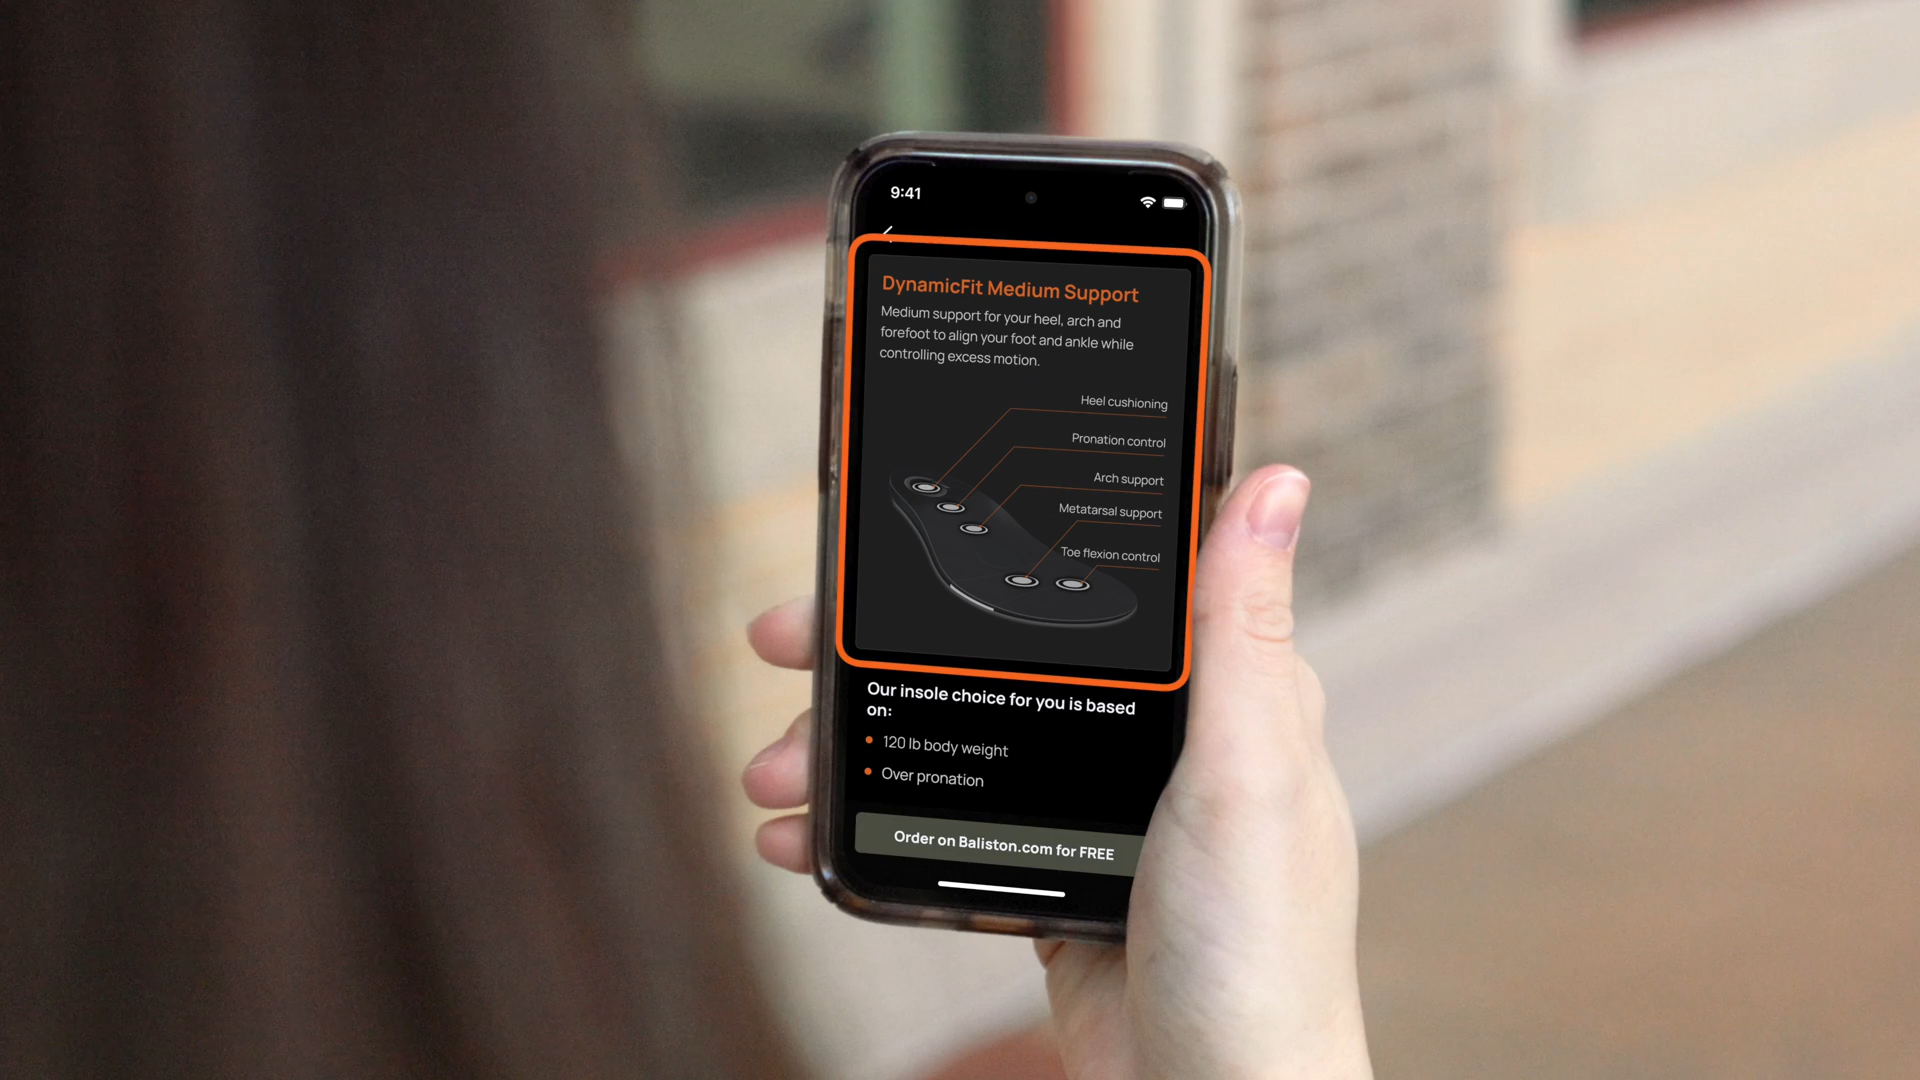 9:41
DynamicFit Medium Support
Medium support for your heel, arch and
forefoot to align your foot and ankle while
controlling excess motion.
Heel cushioning
Pronation control
Arch support
Metatarsal support
Toe flexion control
Our insole choice for you is based
on:
120 lb body weight
Over pronation
Order on Baliston.com for FREE